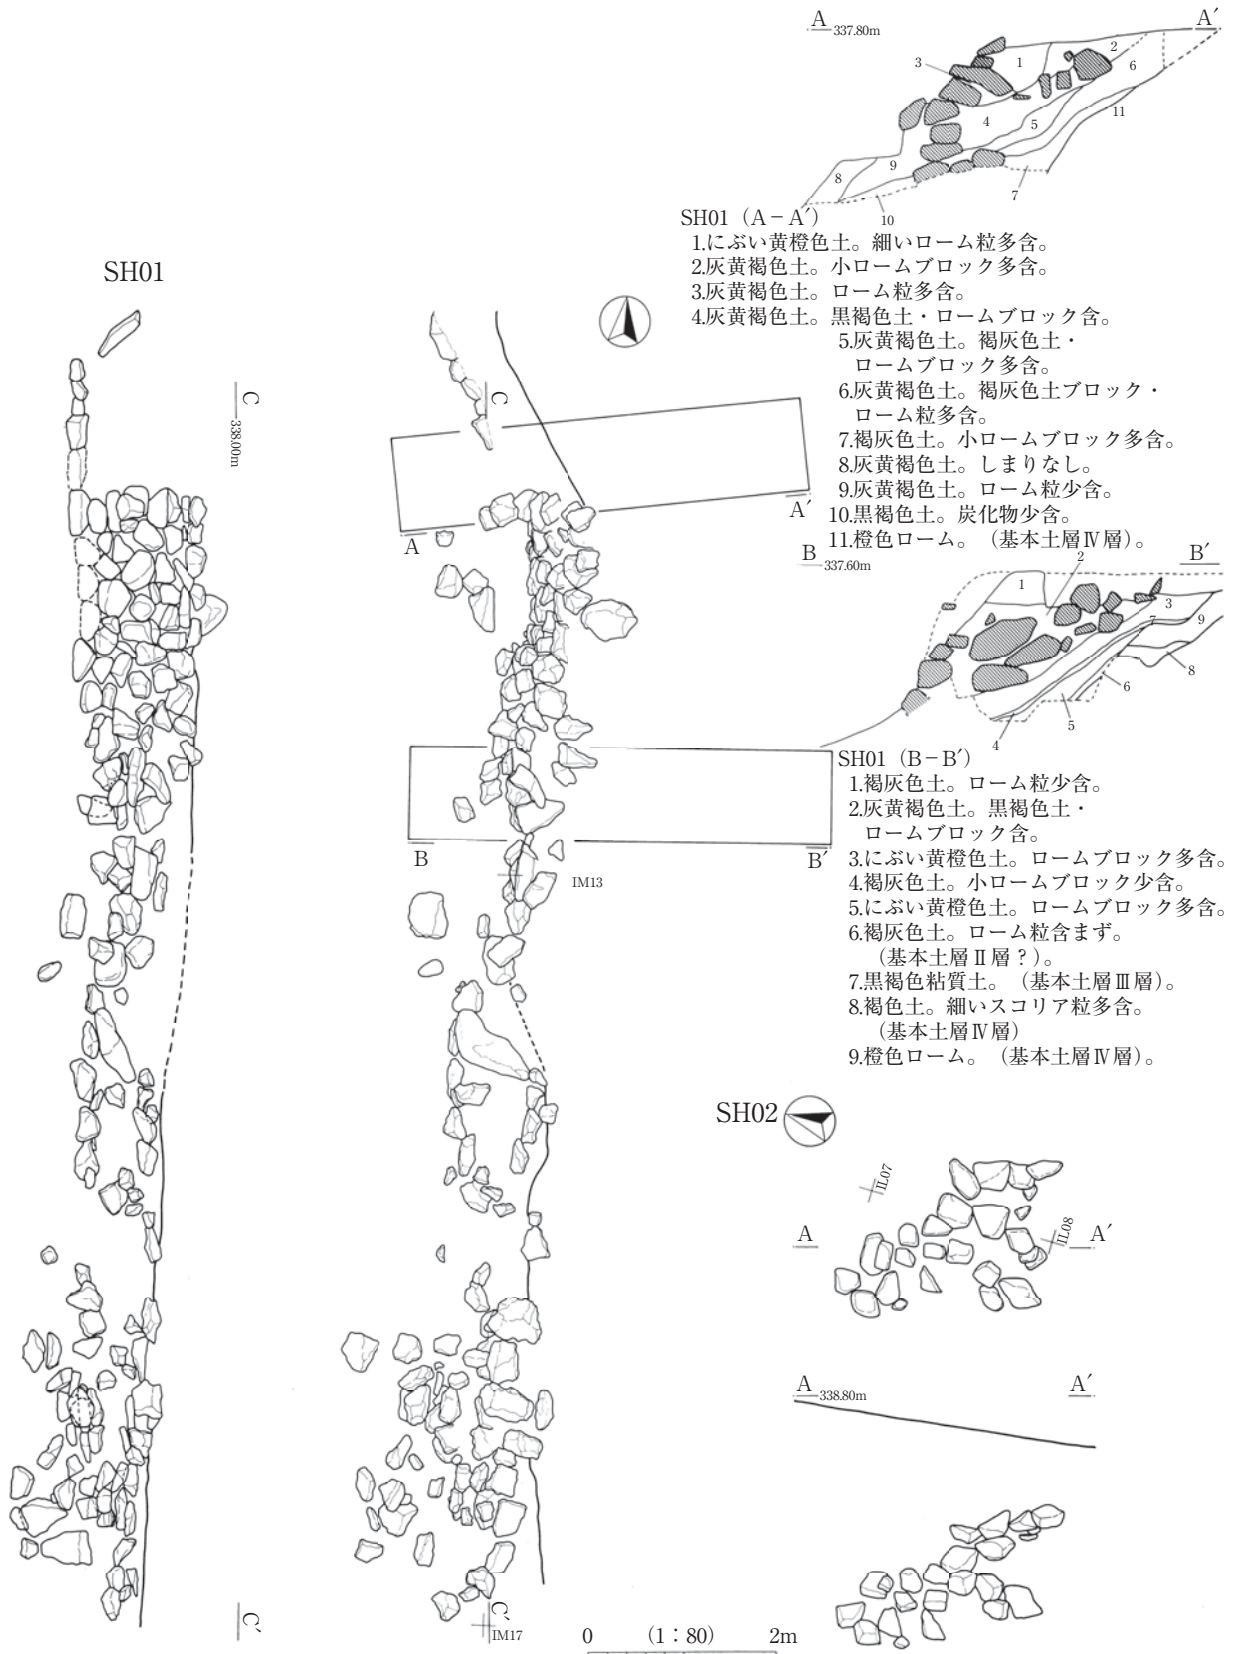 A 337.80m A′
1
2
3
6
4
5
11
9
8
7
10
SH01（A－A′）
1.にぶい黄橙色土。細いローム粒多含。
2.灰黄褐色土。小ロームブロック多含。
3.灰黄褐色土。ローム粒多含。
4.灰黄褐色土。黒褐色土・ロームブロック含。
5.灰黄褐色土。褐灰色土・
ロームブロック多含。
6.灰黄褐色土。褐灰色土ブロック・
ローム粒多含。
7.褐灰色土。小ロームブロック多含。
8.灰黄褐色土。しまりなし。
9.灰黄褐色土。ローム粒少含。
10.黒褐色土。炭化物少含。
11.橙色ローム。（基本土層Ⅳ層）。
SH01
C
338.00m
C′
C
A
A′
B
B′
IM13
C′
IM17
B 337.60m B′
1
2
3
7
9
8
6
5
4
SH01（B－B′）
1.褐灰色土。ローム粒少含。
2.灰黄褐色土。黒褐色土・
ロームブロック含。
3.にぶい黄橙色土。ロームブロック多含。
4.褐灰色土。小ロームブロック少含。
5.にぶい黄橙色土。ロームブロック多含。
6.褐灰色土。ローム粒含まず。
（基本土層Ⅱ層？）。
7.黒褐色粘質土。（基本土層Ⅲ層）。
8.褐色土。細いスコリア粒多含。
（基本土層Ⅳ層）
9.橙色ローム。（基本土層Ⅳ層）。
SH02
IL07
IL08
A A′
A 338.80m A′
0 （1：80） 2m